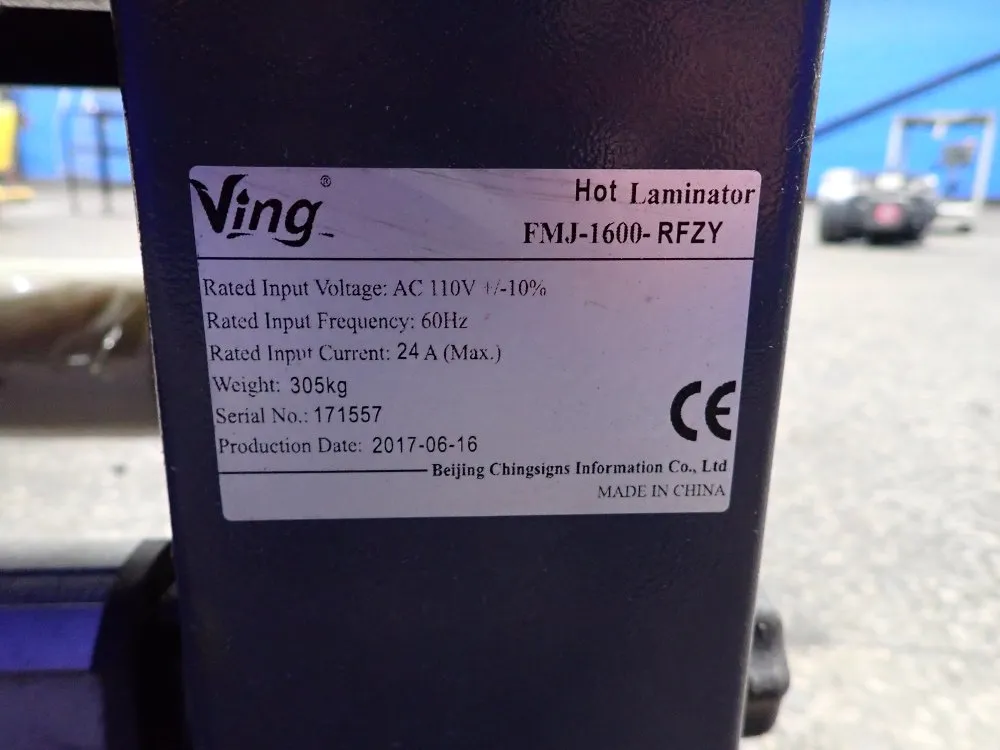 Ving®
Hot Laminator
FMJ-1600-RFZY
Rated Input Voltage: AC 110V +/-10%
Rated Input Frequency: 60Hz
Rated Input Current: 24 A (Max.)
Weight: 305kg
Serial No.: 171557
Production Date: 2017-06-16
CE
Beijing Chingsigns Information Co., Ltd
MADE IN CHINA